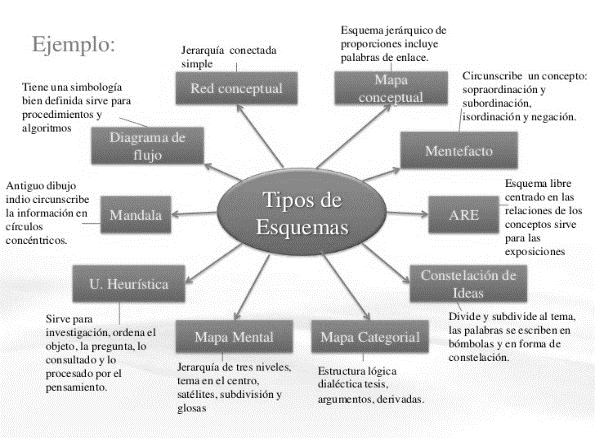 Ejemplo:
Jerarquía conectada
simple
Red conceptual
Esquema jerárquico de
proporciones incluye
palabras de enlace.
Mapa
conceptual
Tiene una simbología
bien definida sirve para
procedimientos y
algoritmos
Diagrama de
flujo
Circunscribe un concepto:
sopraordinación y
subordinación,
isordinación y negación.
Mentefacto
Tipos de
Esquemas
Antiguo dibujo
indio circunscribe
la información en
círculos
concéntricos.
Mandala
ARE
Esquema libre
centrado en las
relaciones de los
conceptos sirve
para las
exposiciones
U. Heurística
Sirve para
investigación, ordena el
objeto, la pregunta, lo
consultado y lo
procesado por el
pensamiento.
Constelación de
Ideas
Divide y subdivide al tema,
las palabras se escriben en
bómbolas y en forma de
constelación.
Mapa Mental
Jerarquía de tres niveles,
tema en el centro,
satélites, subdivisión y
glosas
Mapa Categorial
Estructura lógica
dialéctica tesis,
argumentos, derivadas.